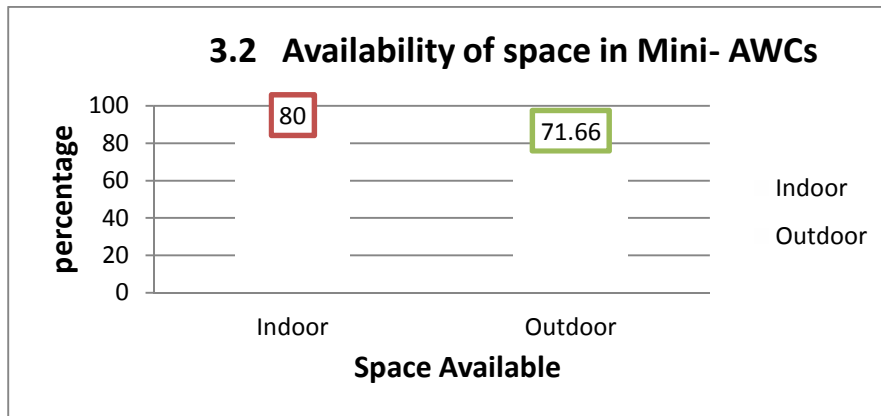 3.2 Availability of space in Mini- AWCs
percentage
100
80
60
40
20
0
80
71.66
Indoor
Outdoor
Space Available
Indoor
Outdoor